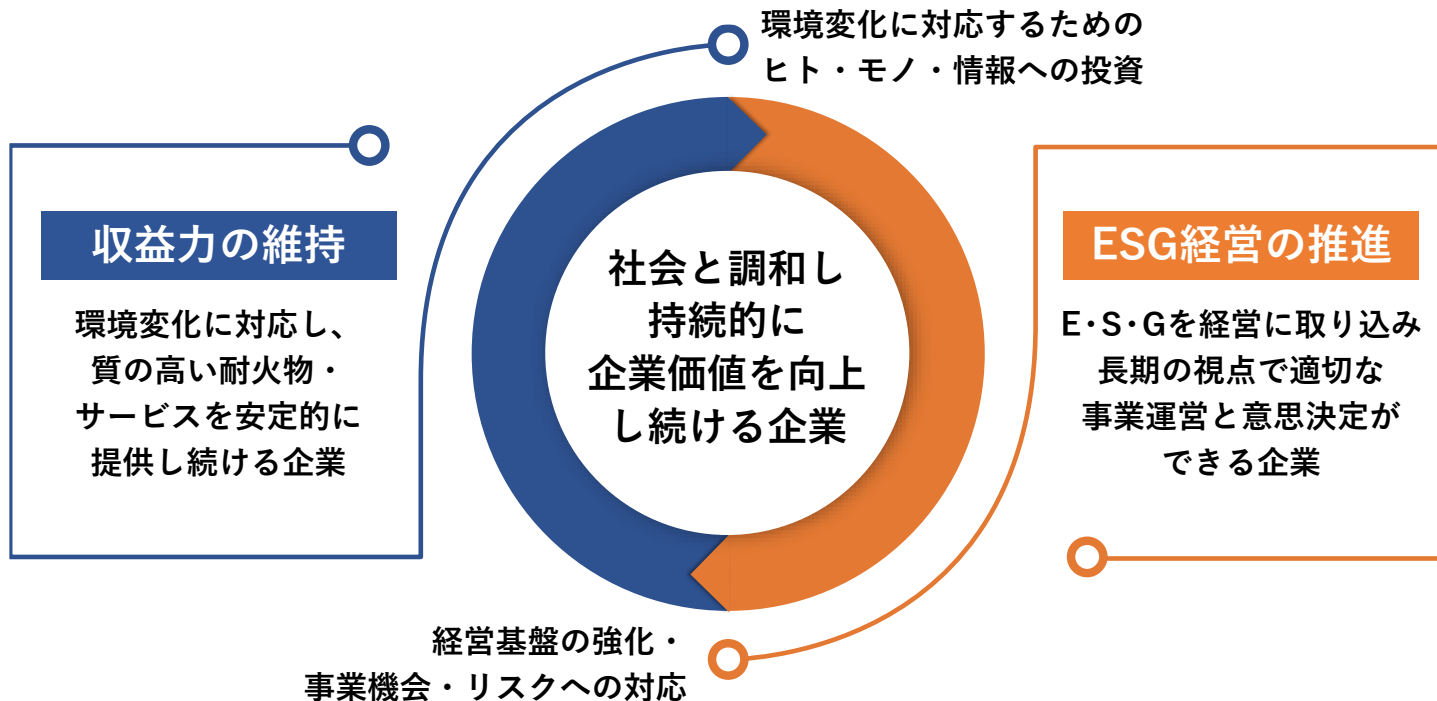 環境変化に対応するための
ヒト・モノ・情報への投資
収益力の維持
環境変化に対応し、
質の高い耐火物・
サービスを安定的に
提供し続ける企業
社会と調和し
持続的に
企業価値を向上
し続ける企業
ESG経営の推進
E・S・Gを経営に取り込み
長期の視点で適切な
事業運営と意思決定が
できる企業
経営基盤の強化・
事業機会・リスクへの対応